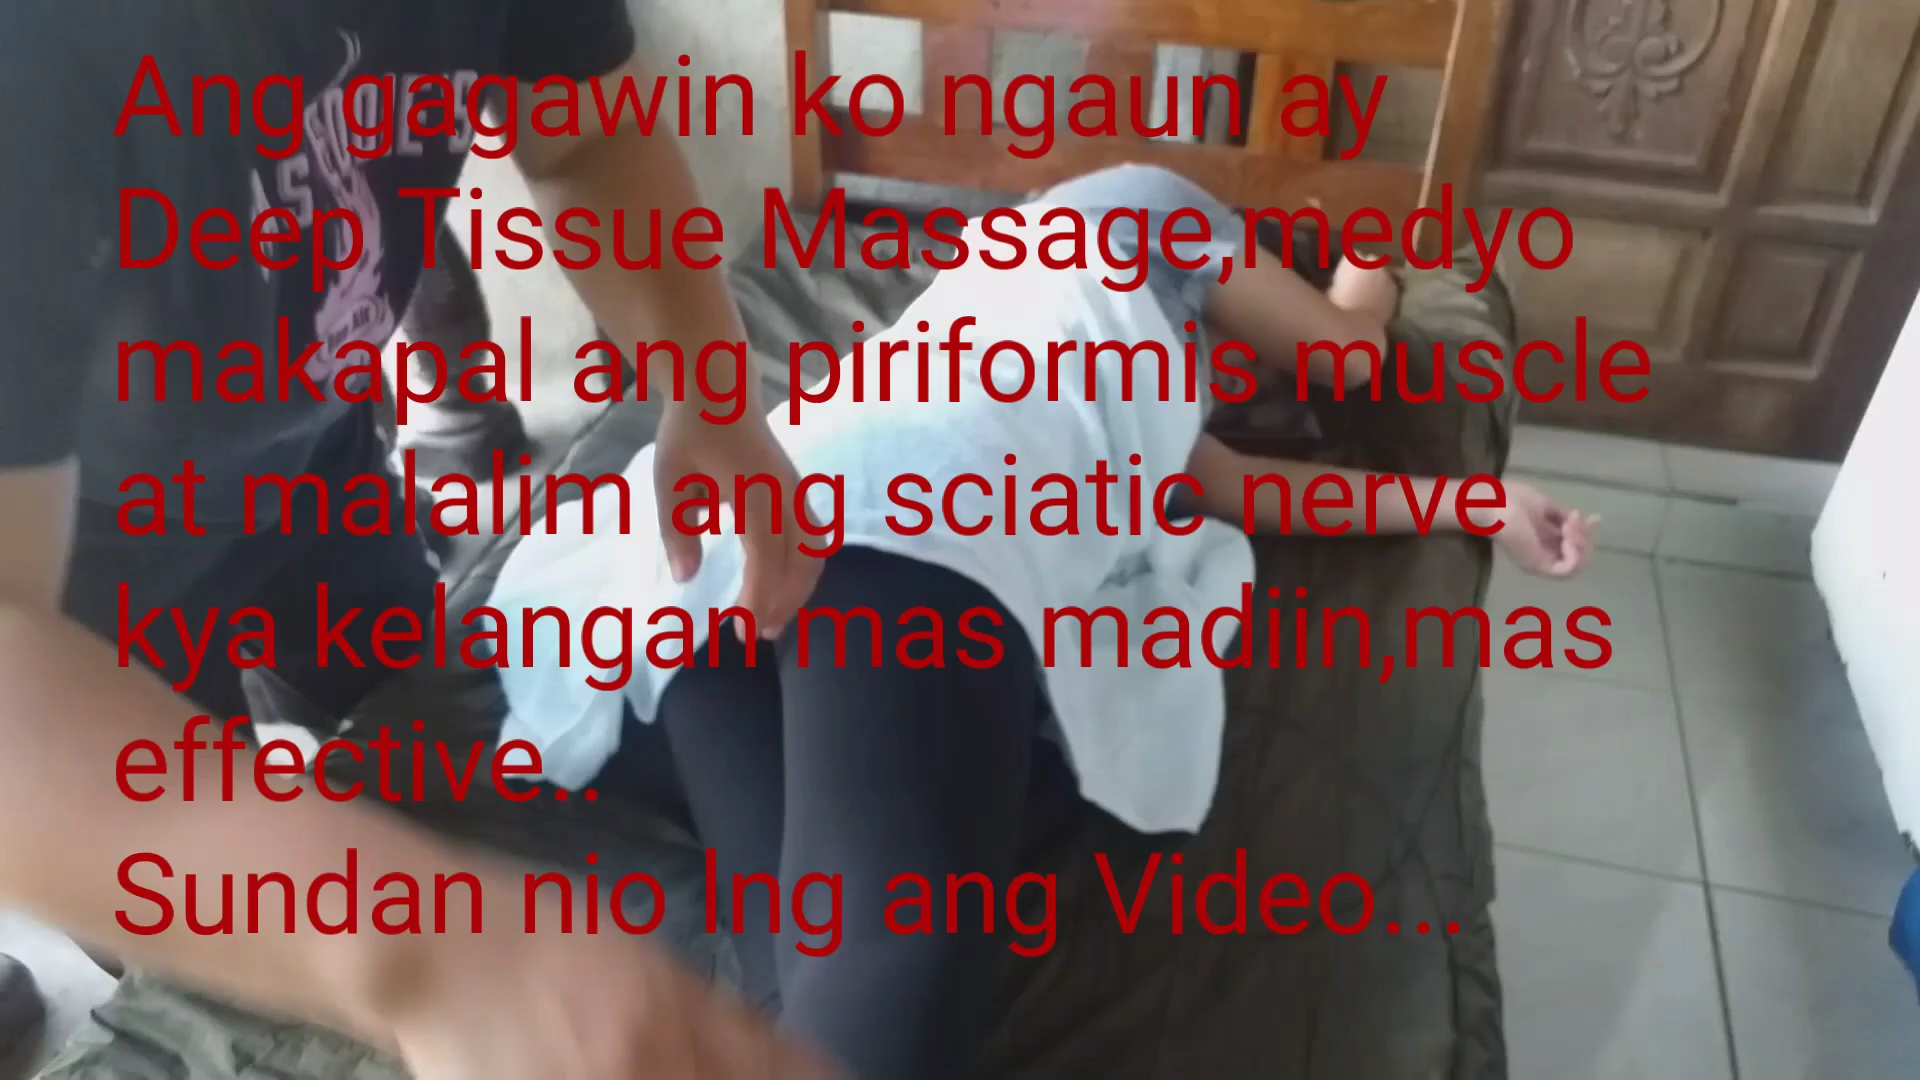 Ang gagawin ko ngaun ay
Deep Tissue Massage,medyo
makapal ang piriformis muscle
at malalim ang sciatic nerve
kya kelangan mas madiin,mas
effective..
Sundan nio lng ang Video...